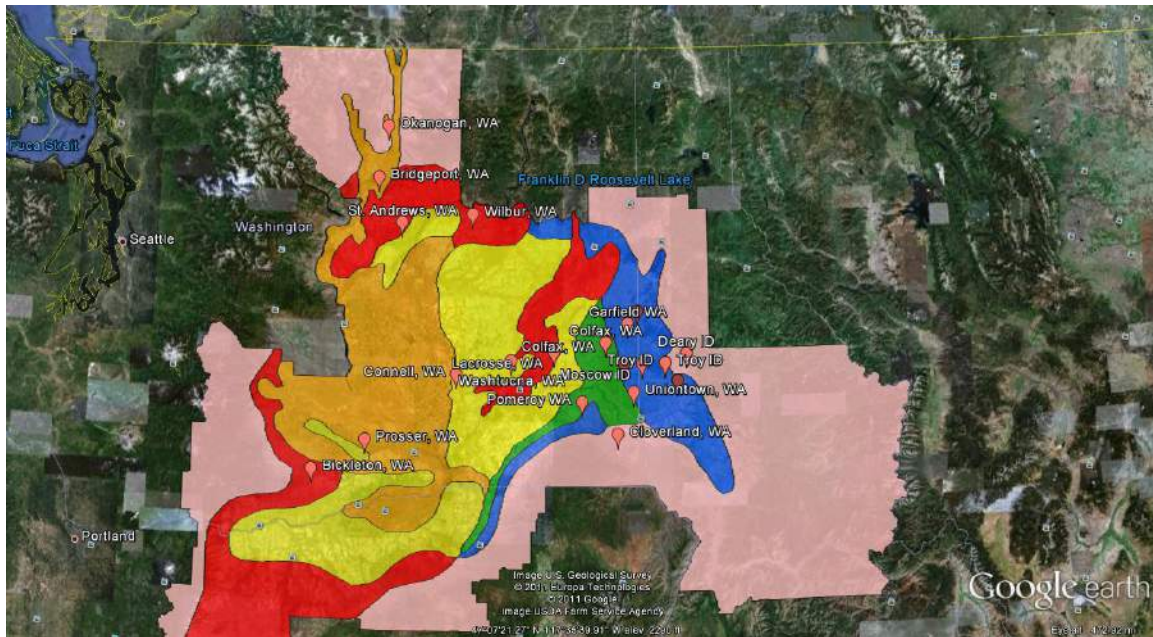 Okanogan, WA
Bridgeport, WA
Franklin D Roosevelt Lake
St. Andrews, WA
Wilbur, WA
Washington
Seattle
Fuca Strait
Garfield WA
Colfax, WA
Colfax, WA
Deary ID
Lacrosse, WA
Troy ID
Troy ID
Connell, WA
Washtucna, WA
Moscow ID
Uniontown, WA
Pomeroy WA
Cloverland, WA
Prosser, WA
Bickleton, WA
Portland
Image U.S. Geological Survey
© 2011 Europa Technologies
© 2011 Google
Image USDA Farm Service Agency
Google earth